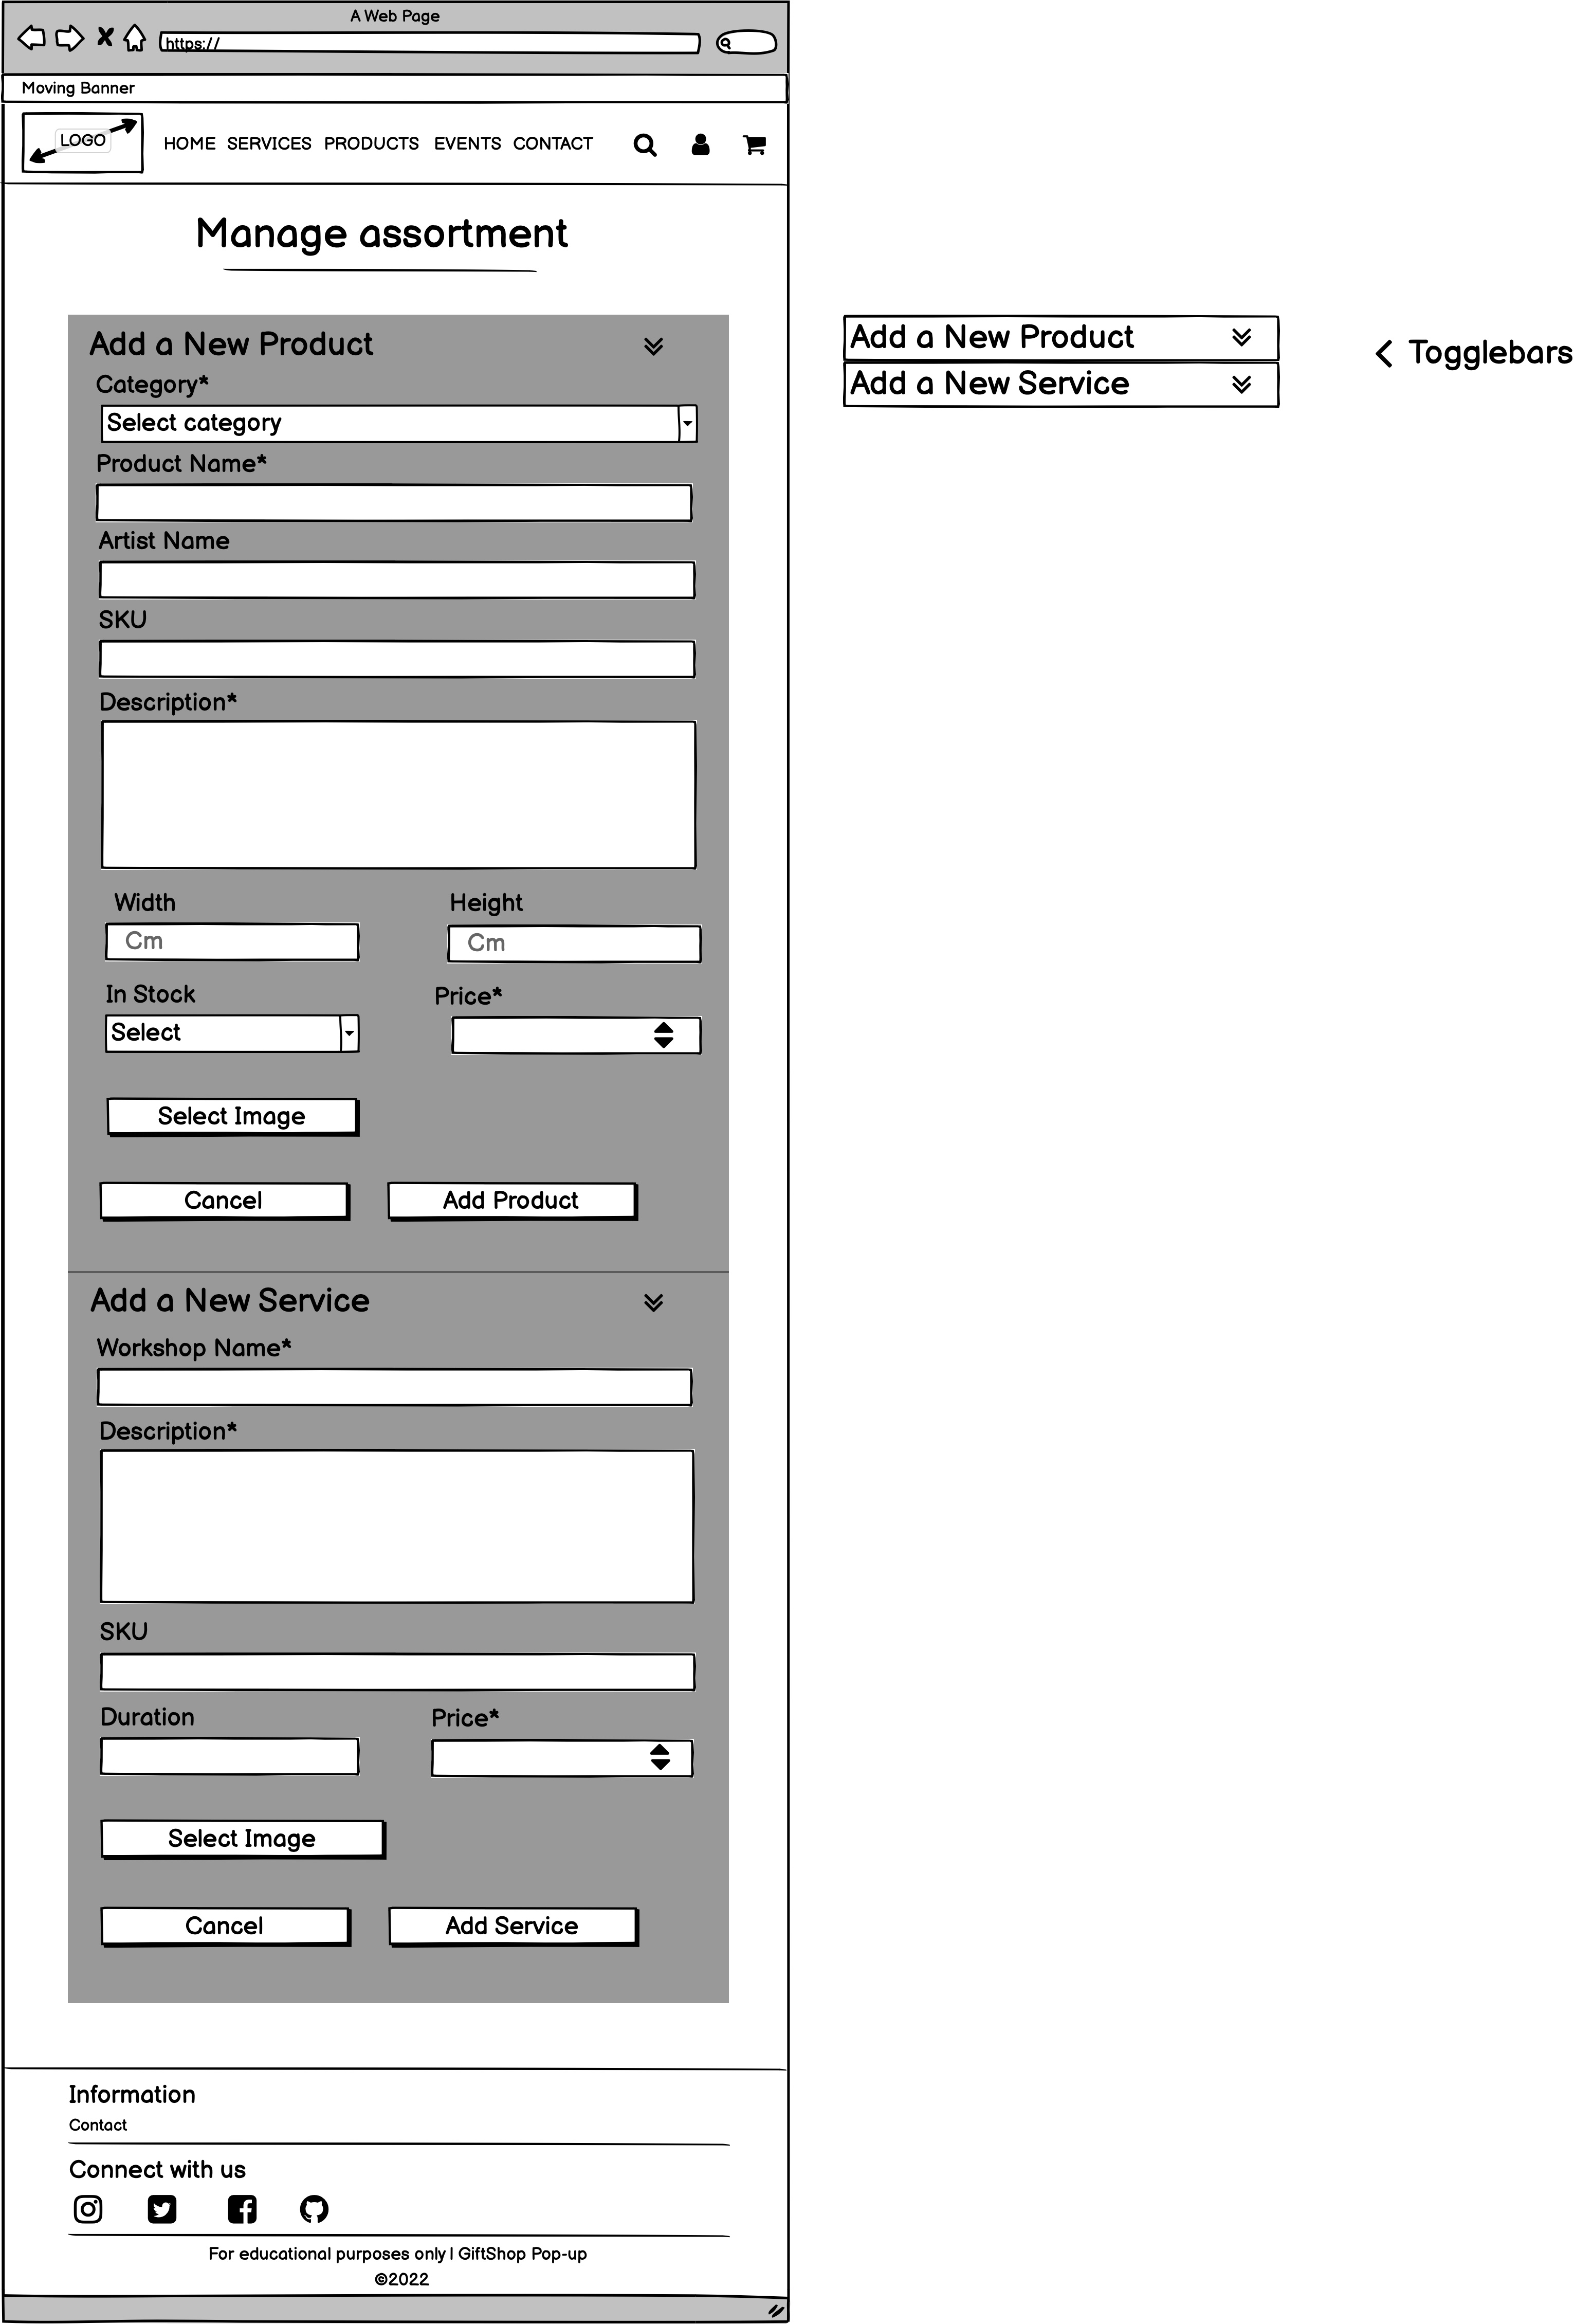 A Web Page
https://
Moving Banner
LOGO HOME SERVICES PRODUCTS EVENTS CONTACT
Manage assortment
Add a New Product
Category*
Select category
Product Name*
Artist Name
SKU
Description*
Width Height
Cm Cm
In Stock Price*
Select
Select Image
Cancel Add Product
Add a New Service
Workshop Name*
Description*
SKU
Duration Price*
Select Image
Cancel Add Service
Information
Contact
Connect with us
For educational purposes only | GiftShop Pop-up
©2022
Add a New Product
Add a New Service
Togglebars